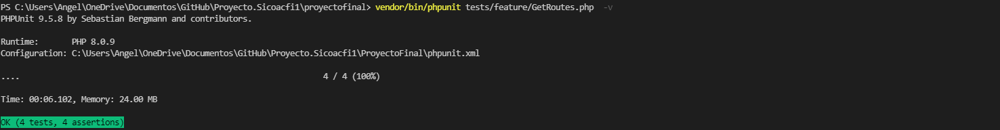 PS C:\Users\Angel\OneDrive\Documentos\GitHub\Proyecto.Sicoacfi1\proyectofinal> vendor/bin/phpunit tests/feature/GetRoutes.php  -v
PHPUnit 9.5.8 by Sebastian Bergmann and contributors.
Runtime:       PHP 8.0.9
Configuration: C:\Users\Angel\OneDrive\Documentos\GitHub\Proyecto.Sicoacfi1\ProyectoFinal\phpunit.xml
....                                                                4 / 4 (100%)
Time: 00:06.102, Memory: 24.00 MB
OK (4 tests, 4 assertions)